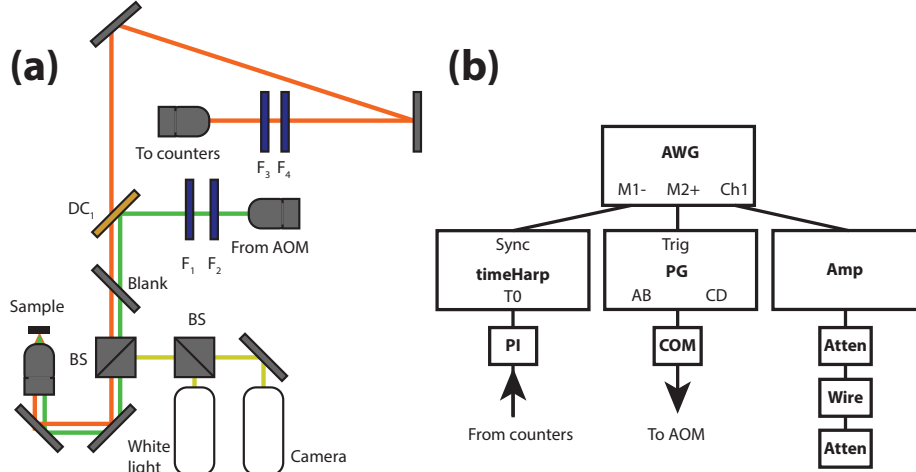 (a)
To counters
F3 F4
DC1
From AOM
F1 F2
Blank
Sample
BS
BS
White
light
Camera
(b)
AWG
M1- M2+ Ch1
Sync
timeHarp
T0
Trig
PG
AB CD
Amp
PI
COM
Atten
Wire
Atten
From counters
To AOM